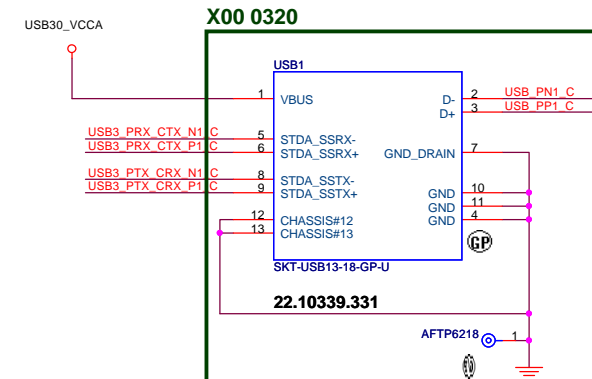 X00 0320
USB30_VCCA
USB1
1 VBUS
D- 2 USB_PN1_C
D+ 3 USB_PP1_C
USB3_PRX_CTX_N1_C 5 STDA_SSRX-
USB3_PRX_CTX_P1_C 6 STDA_SSRX+
GND_DRAIN 7
USB3_PTX_CRX_N1_C 8 STDA_SSTX-
USB3_PTX_CRX_P1_C 9 STDA_SSTX+
GND 10
GND 11
GND 4
12 CHASSIS#12
13 CHASSIS#13
GP
SKT-USB13-18-GP-U
22.10339.331
AFTP6218 1